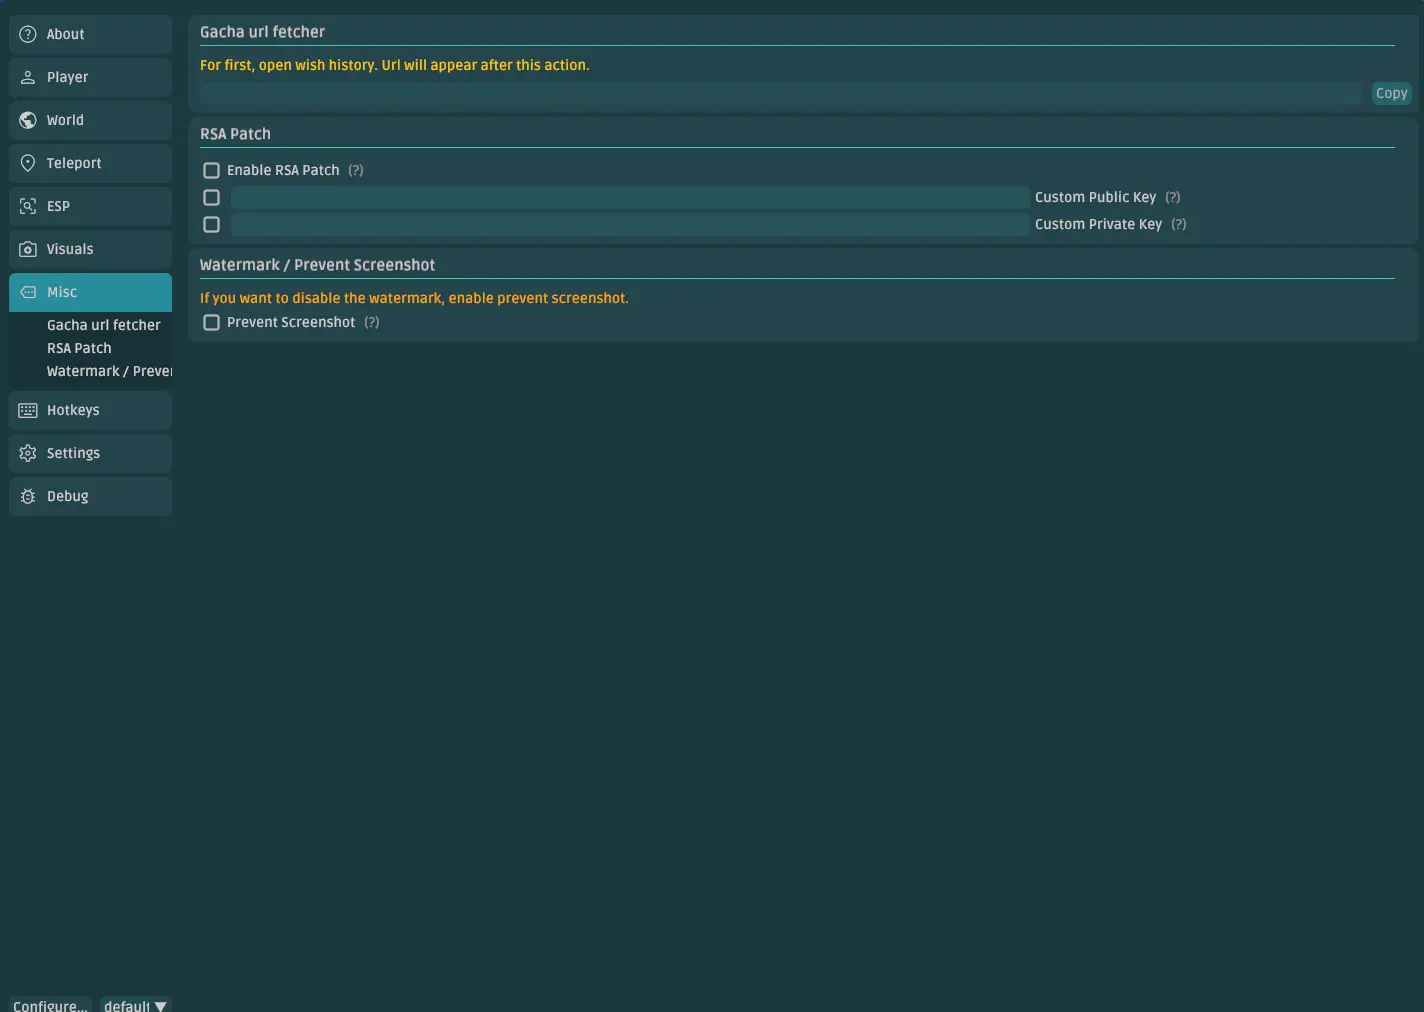 About
Player
World
Teleport
ESP
Visuals
Misc
Gacha url fetcher
RSA Patch
Watermark / Prever
Hotkeys
Settings
Debug
Configure...
default
Gacha url fetcher
For first, open wish history. Url will appear after this action.
Copy
RSA Patch
Enable RSA Patch (?)
Custom Public Key (?)
Custom Private Key (?)
Watermark / Prevent Screenshot
If you want to disable the watermark, enable prevent screenshot.
Prevent Screenshot (?)